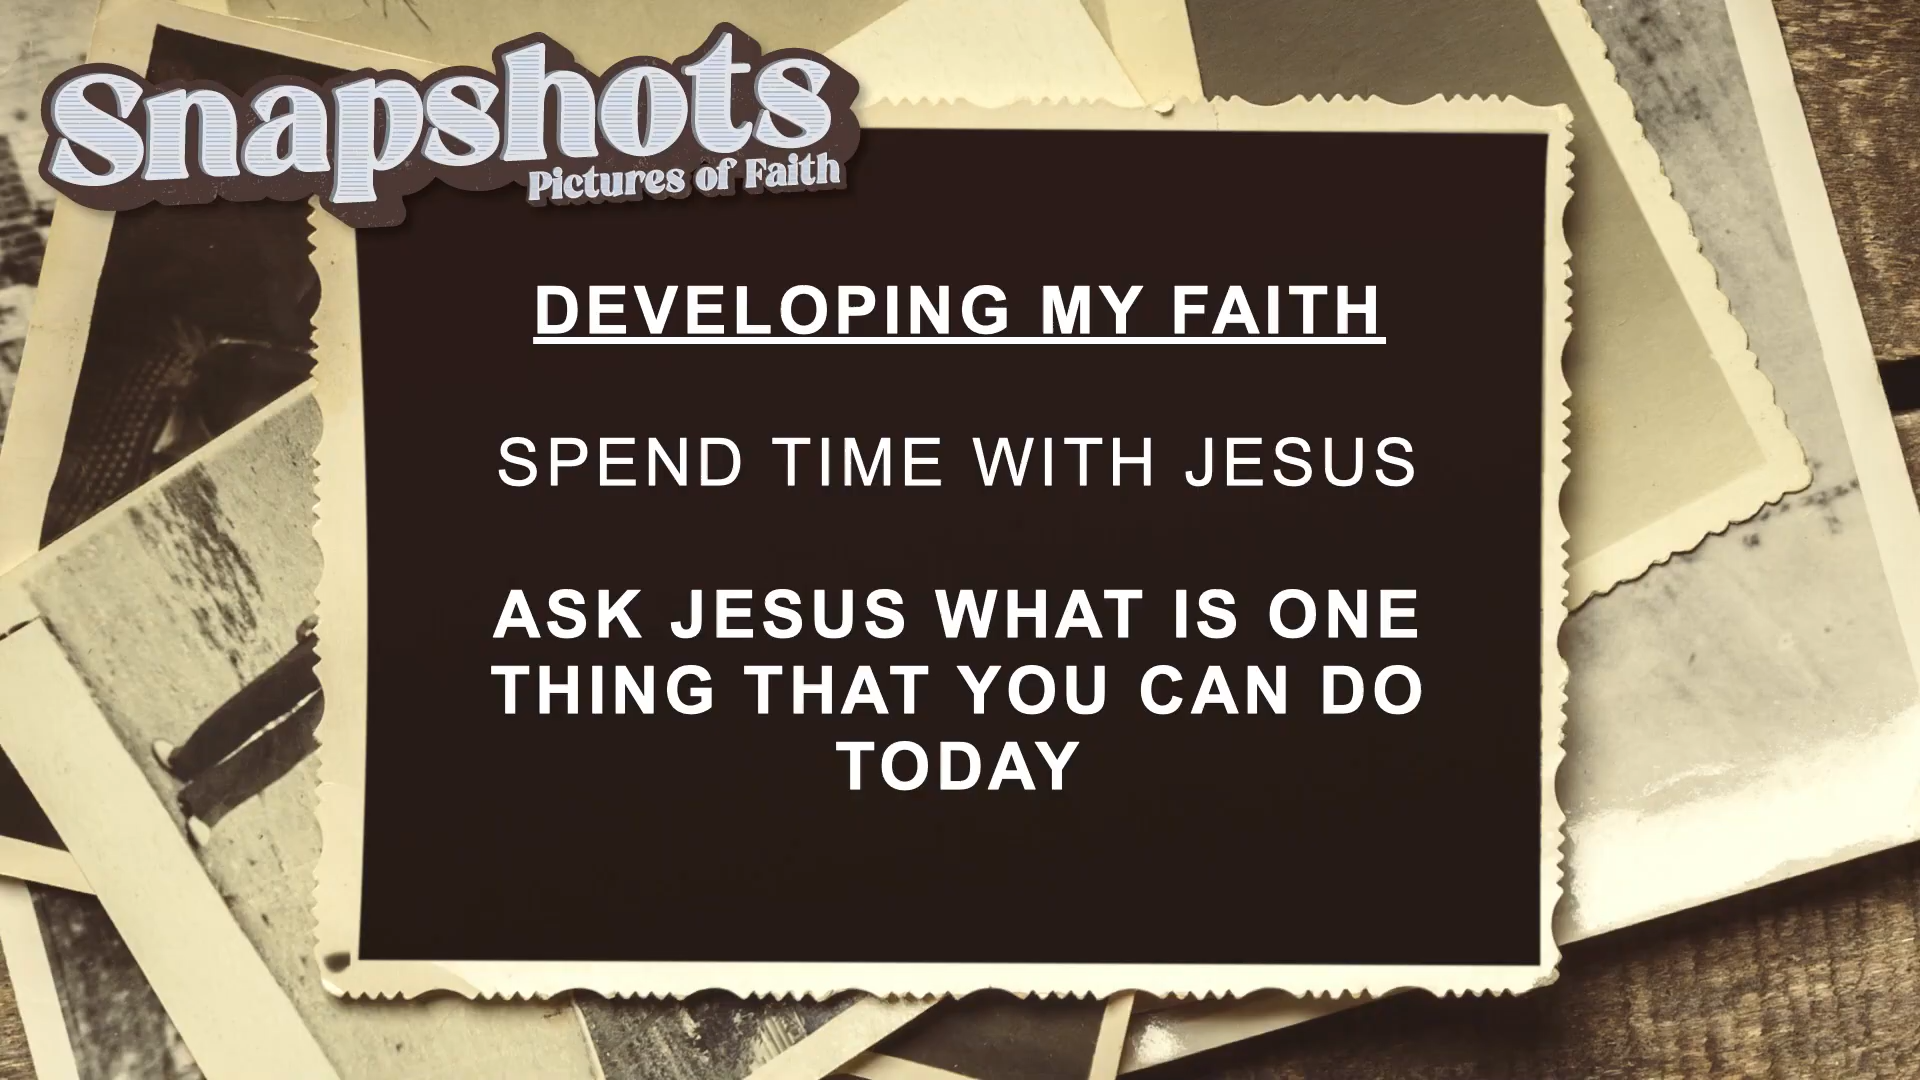 Snapshots
Pictures of Faith
DEVELOPING MY FAITH
SPEND TIME WITH JESUS
ASK JESUS WHAT IS ONE
THING THAT YOU CAN DO
TODAY